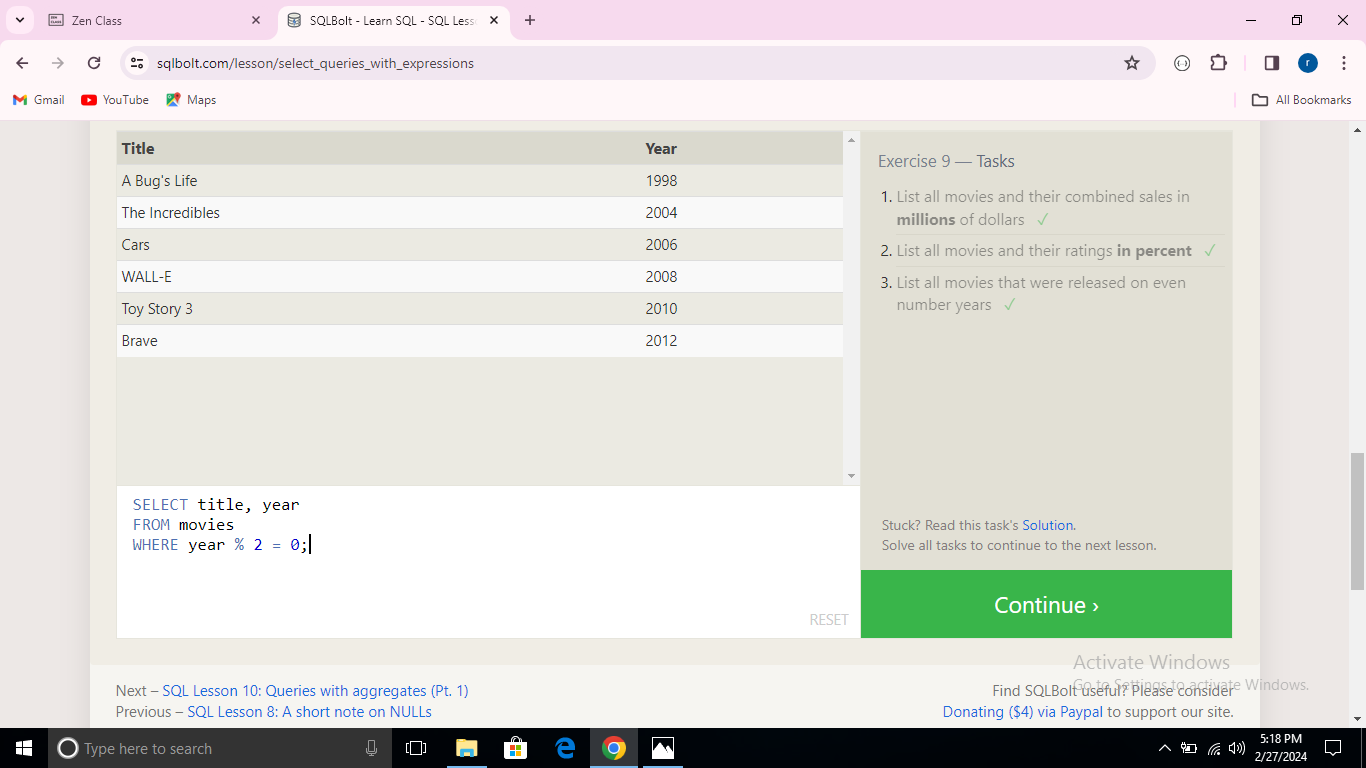 Zen Class
SQLBolt - Learn SQL - SQL Less
sqlbolt.com/lesson/select_queries_with_expressions
r
Gmail YouTube Maps All Bookmarks
Title Year
A Bug's Life 1998
The Incredibles 2004
Cars 2006
WALL-E 2008
Toy Story 3 2010
Brave 2012
Exercise 9 — Tasks
1. List all movies and their combined sales in
millions of dollars ✓
2. List all movies and their ratings in percent ✓
3. List all movies that were released on even
number years ✓
SELECT title, year
FROM movies
WHERE year % 2 = 0;
RESET
Stuck? Read this task's Solution.
Solve all tasks to continue to the next lesson.
Continue ›
Next – SQL Lesson 10: Queries with aggregates (Pt. 1)
Previous – SQL Lesson 8: A short note on NULLs
Find SQLBolt useful? Please consider
Donating ($4) via Paypal to support our site.
Activate Windows
Go to Settings to activate Windows.
Type here to search
5:18 PM
2/27/2024